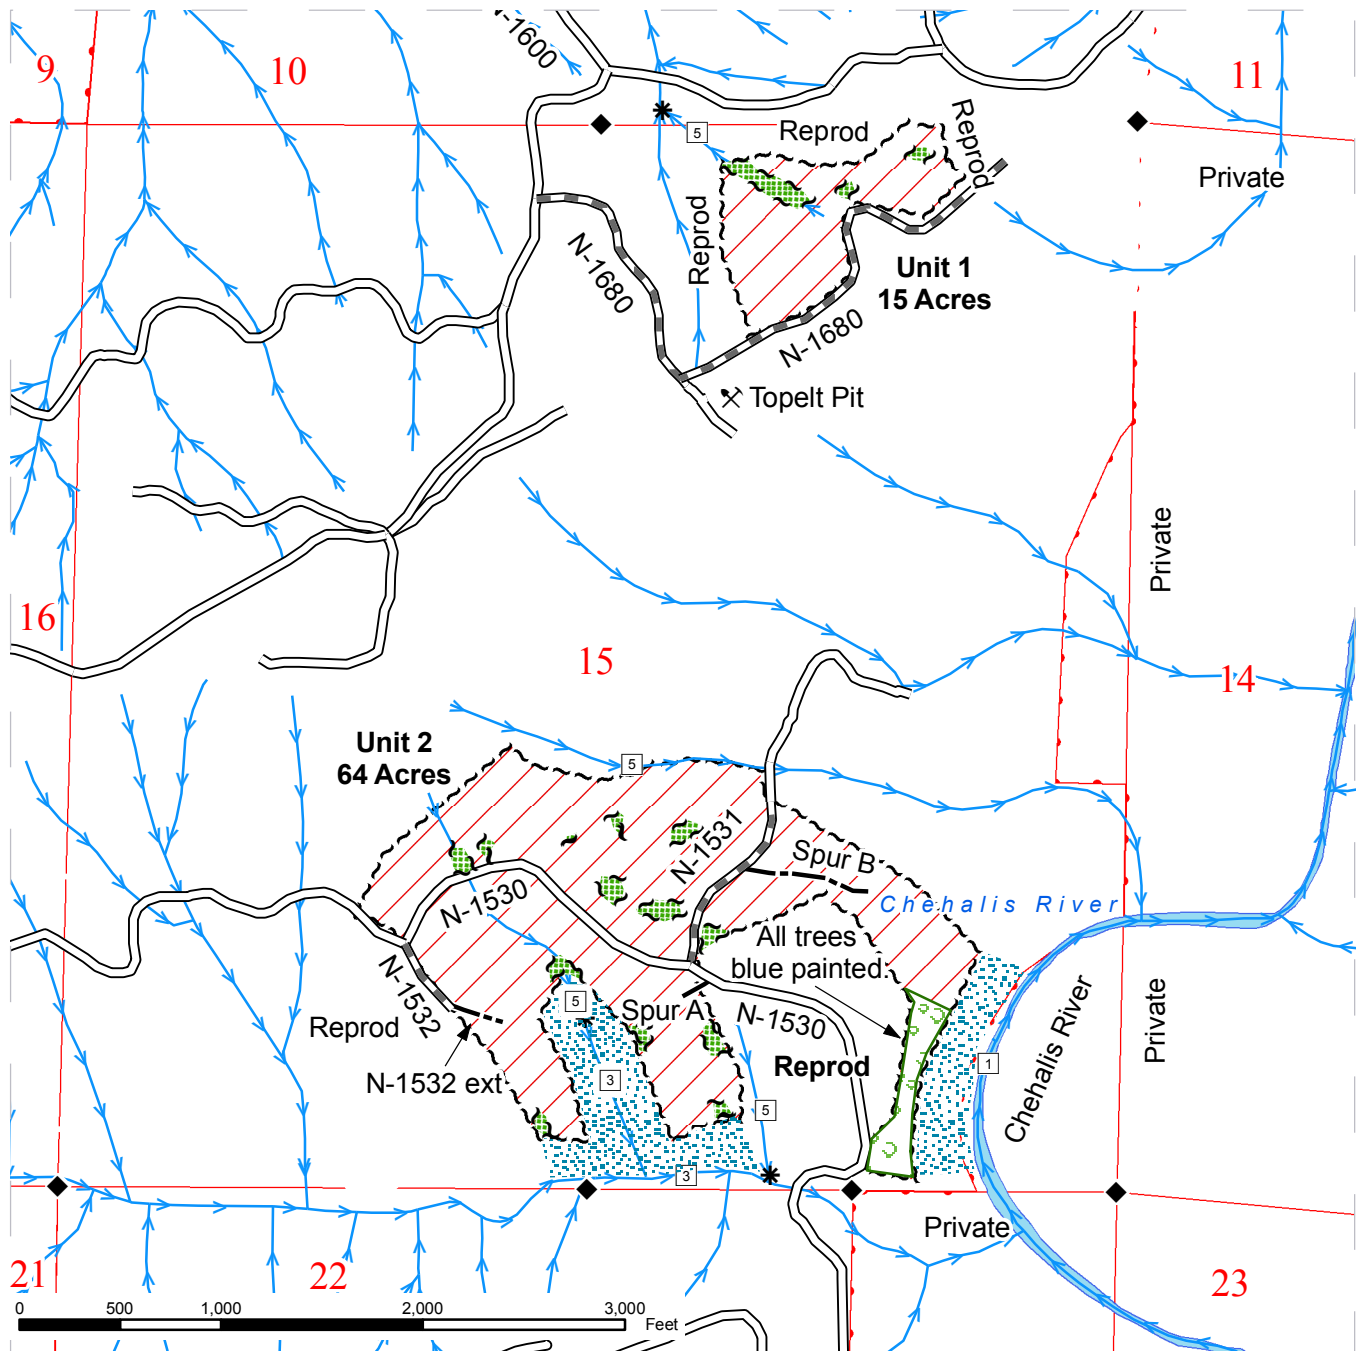 N-1600
9
10
11
5
Reprod
Reprod
Private
Reprod
N-1680
Unit 1
15 Acres
N-1680
Topelt Pit
Private
16
15
14
Unit 2
64 Acres
5
N-1531
Spur B
N-1530
Chehalis River
All trees
blue painted.
N-1532
5
Spur A
N-1530
Reprod
Chehalis River
Private
N-1532 ext
3
Reprod
1
5
3
Private
21
22
23
0 500 1,000 2,000 3,000
Feet